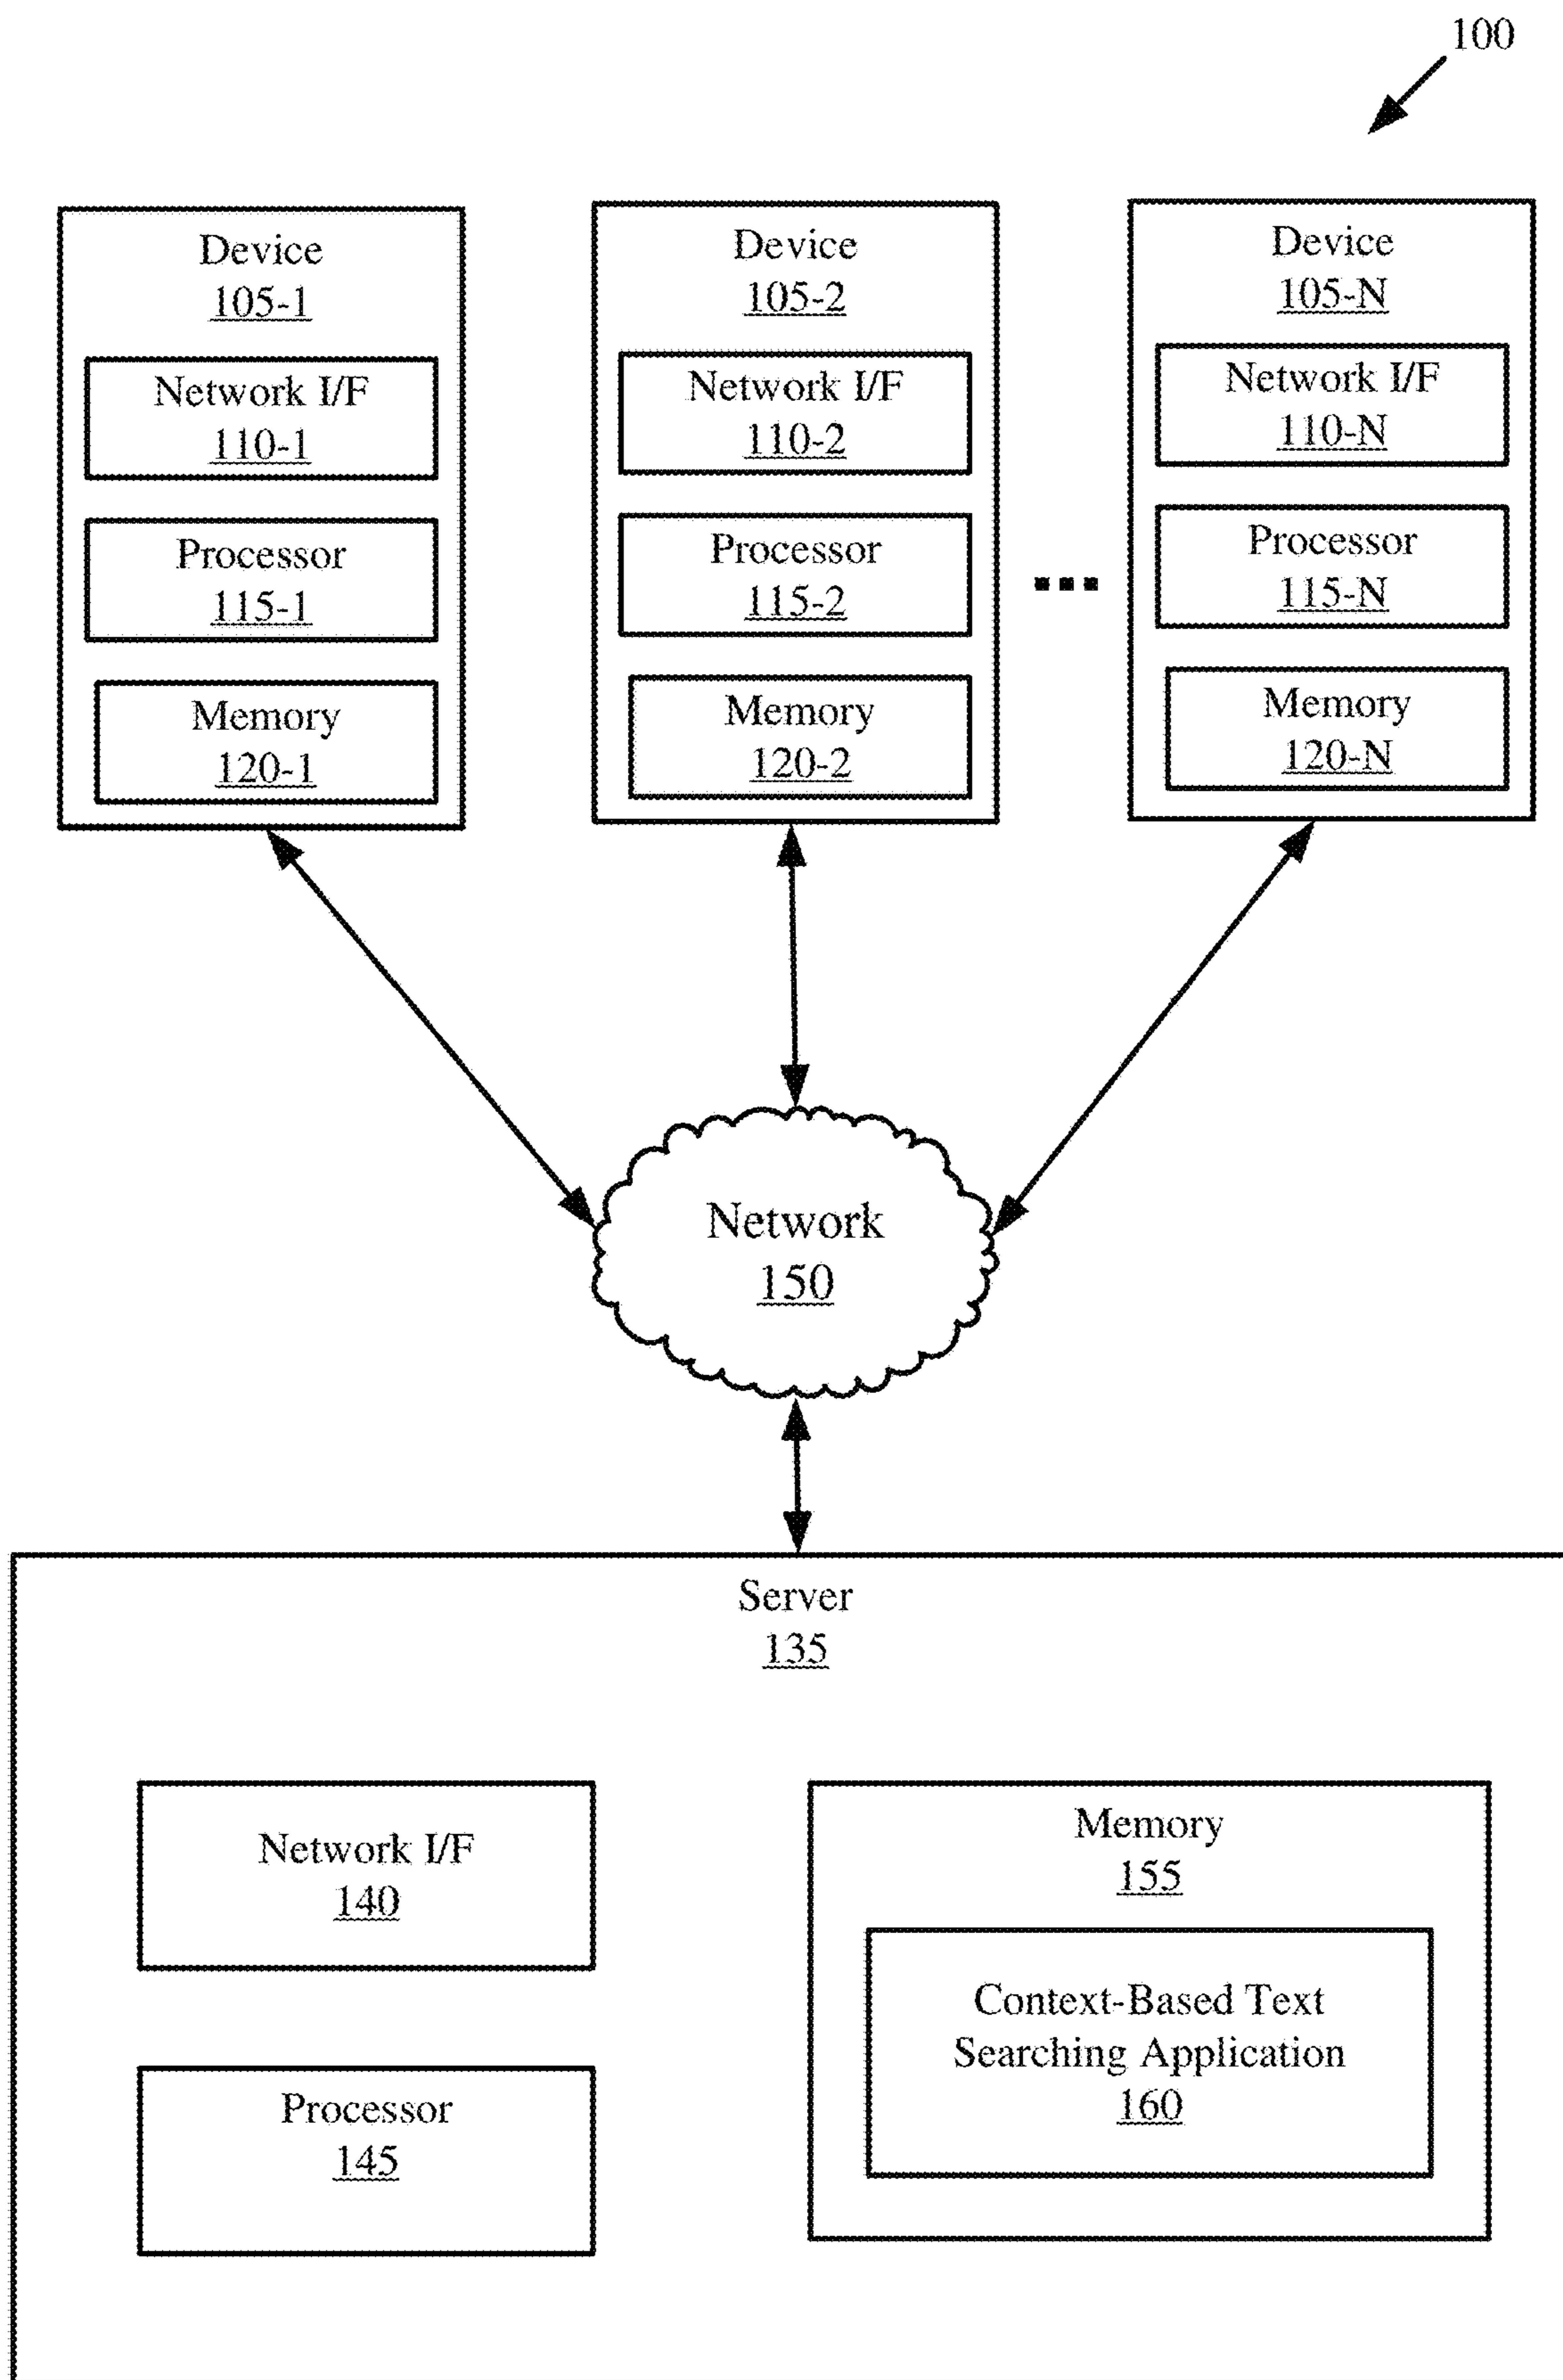 100
Device
105-1
Network I/F
110-1
Processor
115-1
Memory
120-1
Device
105-2
Network I/F
110-2
Processor
115-2
Memory
120-2
...
Device
105-N
Network I/F
110-N
Processor
115-N
Memory
120-N
Network
150
Server
135
Network I/F
140
Processor
145
Memory
155
Context-Based Text
Searching Application
160